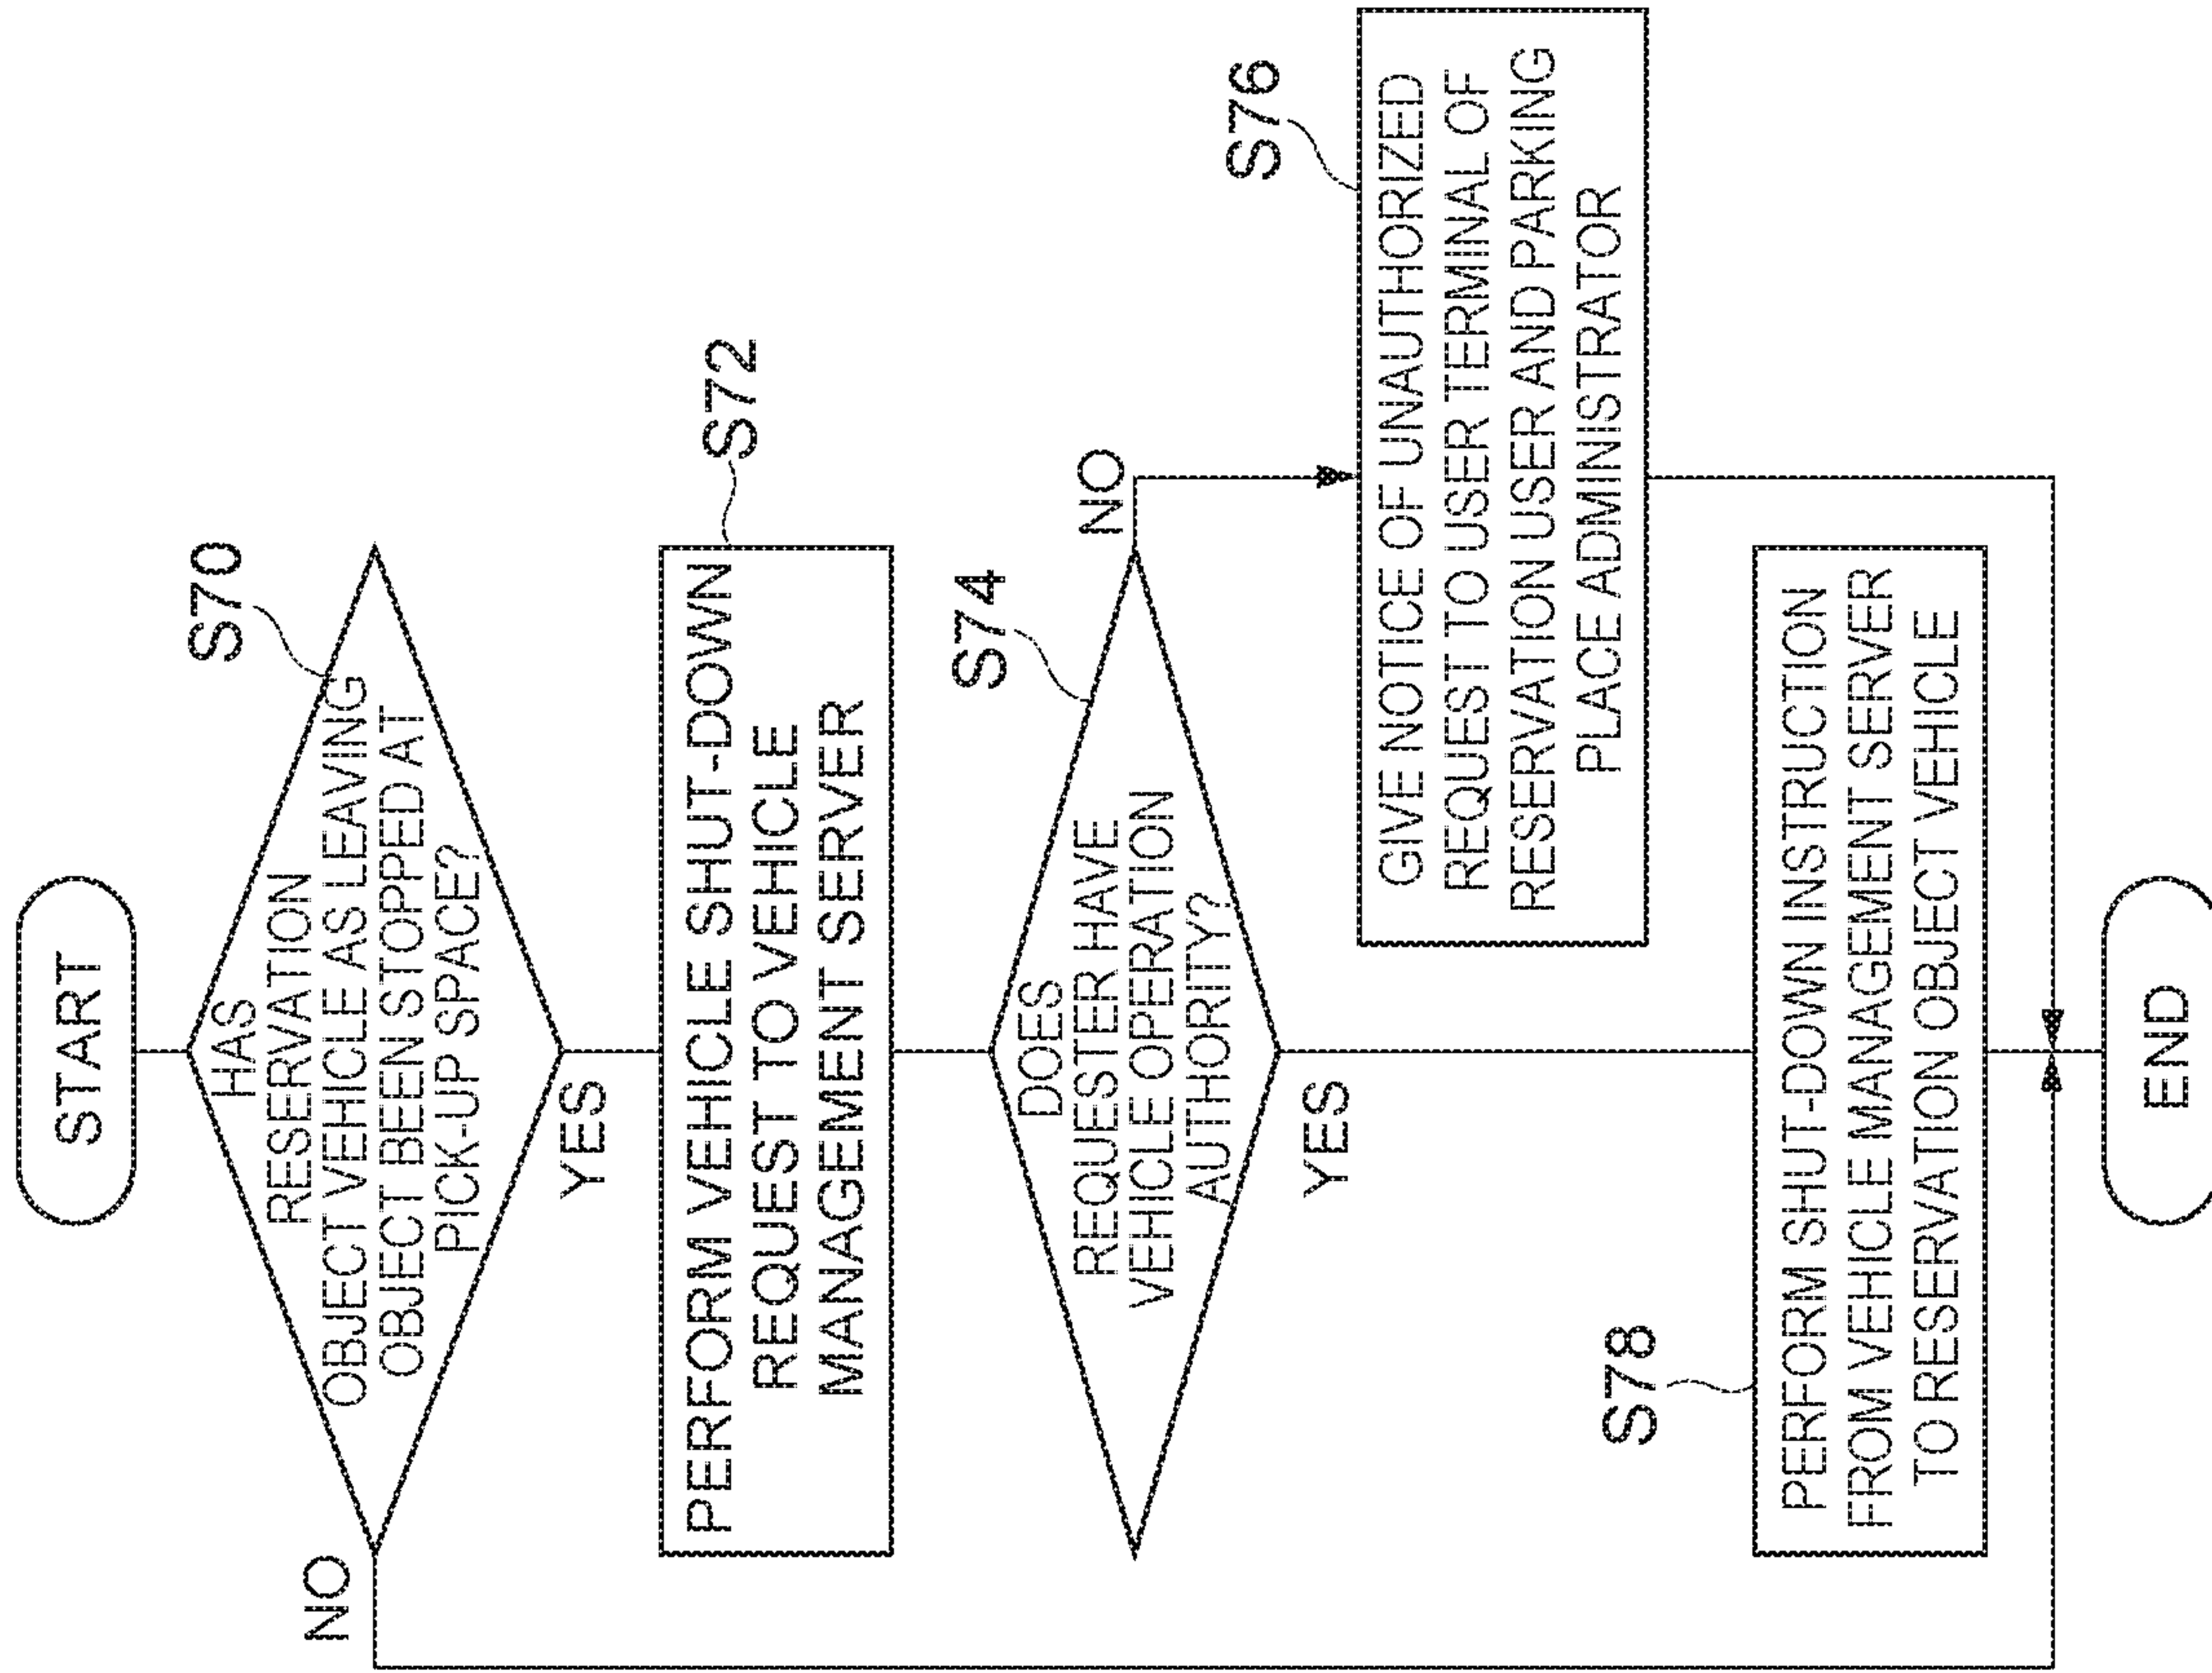 START
S70
HAS
RESERVATION
OBJECT VEHICLE AS LEAVING
OBJECT BEEN STOPPED AT
PICK-UP SPACE?
NO
YES
S72
PERFORM VEHICLE SHUT-DOWN
REQUEST TO VEHICLE
MANAGEMENT SERVER
S74
DOES
REQUESTER HAVE
VEHICLE OPERATION
AUTHORITY?
NO
YES
S76
GIVE NOTICE OF UNAUTHORIZED
REQUEST TO USER TERMINAL OF
RESERVATION USER AND PARKING
PLACE ADMINISTRATOR
S78
PERFORM SHUT-DOWN INSTRUCTION
FROM VEHICLE MANAGEMENT SERVER
TO RESERVATION OBJECT VEHICLE
END